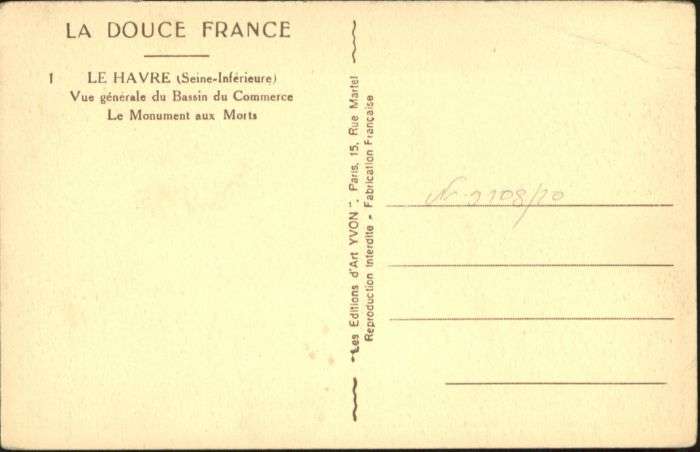 LA DOUCE FRANCE
1 LE HAVRE (Seine-Inférieure)
Vue générale du Bassin du Commerce
Le Monument aux Morts
"Les Editions d'Art YVON", Paris, 15, Rue Martel
Reproduction Interdite - Fabrication Française